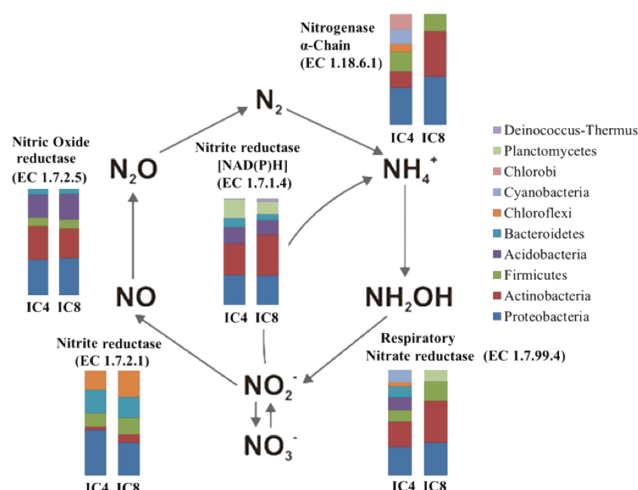 Nitrogenase
α-Chain
(EC 1.18.6.1)
N₂
IC4 IC8
Nitric Oxide
reductase
(EC 1.7.2.5)
N₂O
Nitrite reductase
[NAD(P)H]
(EC 1.7.1.4)
NH₄⁺
Deinococcus-Thermus
Planctomycetes
Chlorobi
Cyanobacteria
Chloroflexi
Bacteroidetes
Acidobacteria
Firmicutes
Actinobacteria
Proteobacteria
IC4 IC8
NO
IC4 IC8
NH₂OH
Nitrite reductase
(EC 1.7.2.1)
Respiratory
Nitrate reductase (EC 1.7.99.4)
NO₂⁻
NO₃⁻
IC4 IC8
IC4 IC8